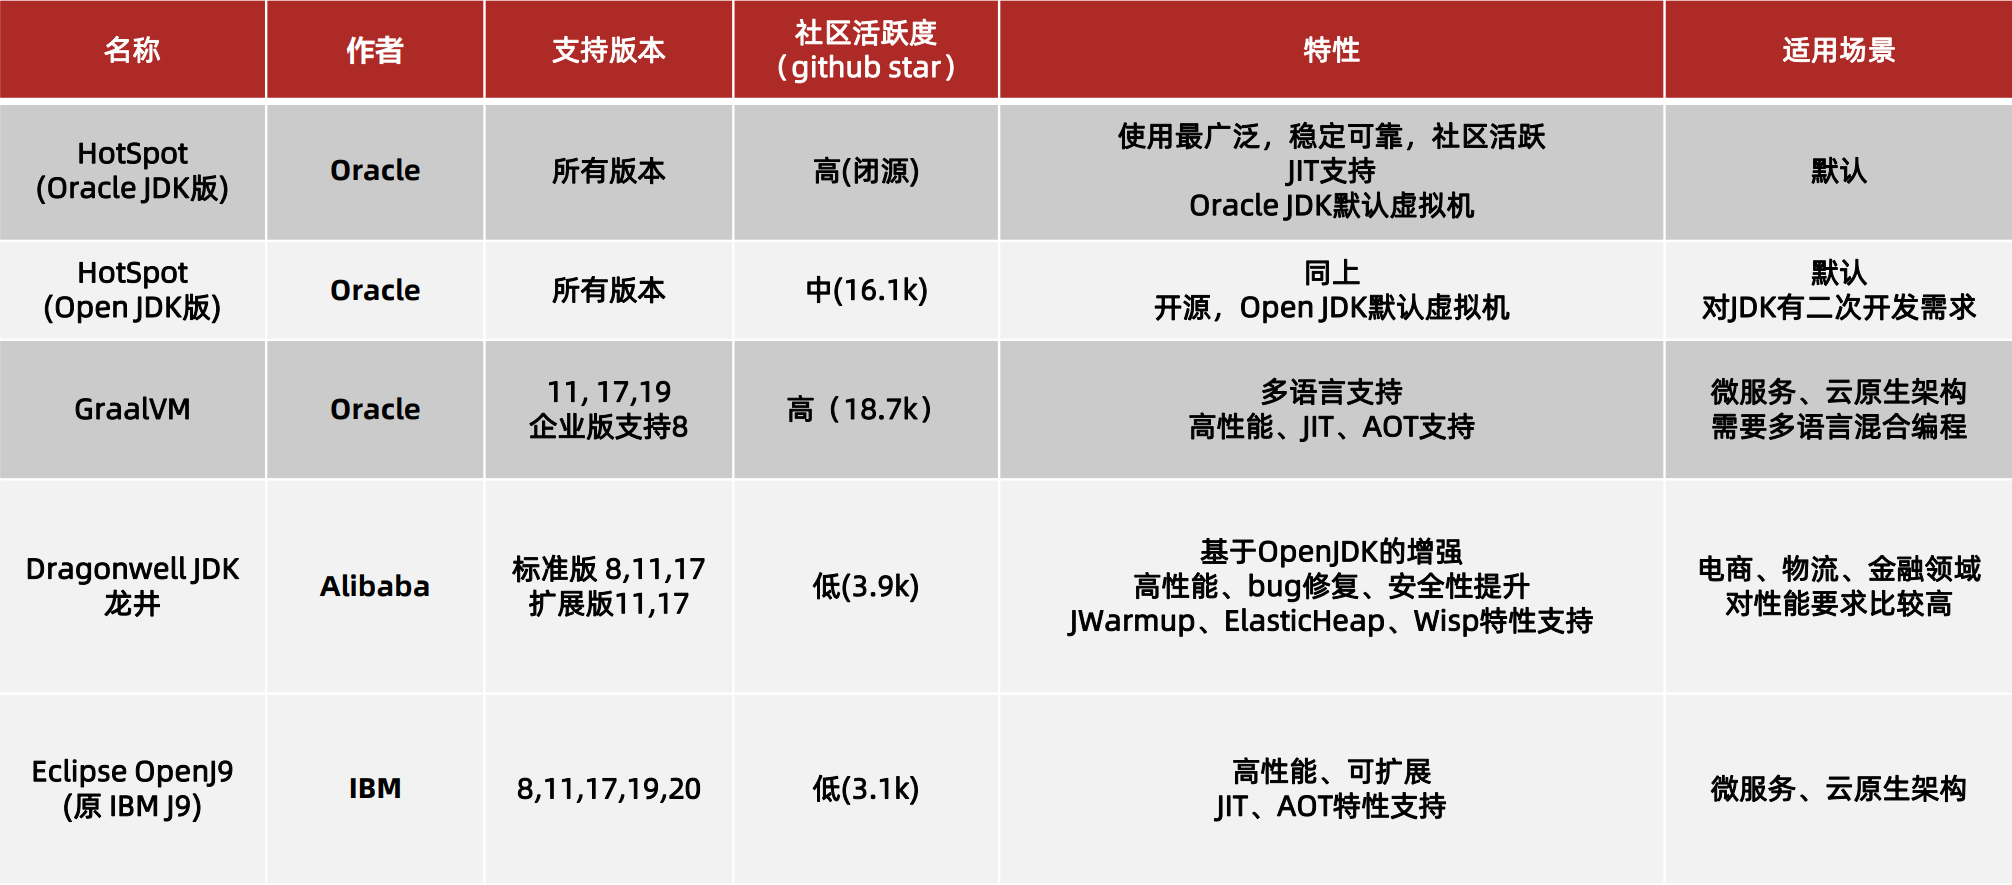 名称
作者
支持版本
社区活跃度
（github star）
特性
适用场景
HotSpot
(Oracle JDK版)
Oracle
所有版本
高(闭源)
使用最广泛，稳定可靠，社区活跃
JIT支持
Oracle JDK默认虚拟机
默认
HotSpot
(Open JDK版)
Oracle
所有版本
中(16.1k)
同上
开源，Open JDK默认虚拟机
默认
对JDK有二次开发需求
GraalVM
Oracle
11, 17,19
企业版支持8
高（18.7k）
多语言支持
高性能、JIT、AOT支持
微服务、云原生架构
需要多语言混合编程
Dragonwell JDK
龙井
Alibaba
标准版 8,11,17
扩展版11,17
低(3.9k)
基于OpenJDK的增强
高性能、bug修复、安全性提升
JWarmup、ElasticHeap、Wisp特性支持
电商、物流、金融领域
对性能要求比较高
Eclipse OpenJ9
(原 IBM J9)
IBM
8,11,17,19,20
低(3.1k)
高性能、可扩展
JIT、AOT特性支持
微服务、云原生架构